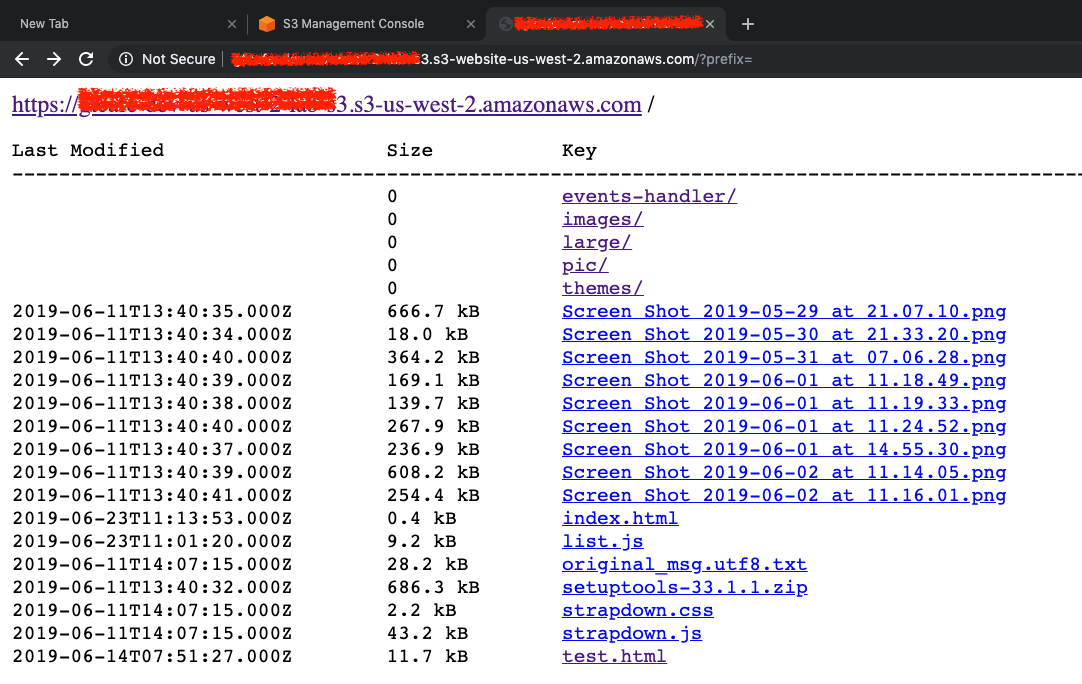 New Tab
S3 Management Console
Not Secure
3.s3-website-us-west-2.amazonaws.com/?prefix=
https:// 3.s3-us-west-2.amazonaws.com /
Last Modified Size Key
--------------------------------------------------------------------------------------------
0 events-handler/
0 images/
0 large/
0 pic/
0 themes/
2019-06-11T13:40:35.000Z 666.7 kB Screen Shot 2019-05-29 at 21.07.10.png
2019-06-11T13:40:34.000Z 18.0 kB Screen Shot 2019-05-30 at 21.33.20.png
2019-06-11T13:40:40.000Z 364.2 kB Screen Shot 2019-05-31 at 07.06.28.png
2019-06-11T13:40:39.000Z 169.1 kB Screen Shot 2019-06-01 at 11.18.49.png
2019-06-11T13:40:38.000Z 139.7 kB Screen Shot 2019-06-01 at 11.19.33.png
2019-06-11T13:40:40.000Z 267.9 kB Screen Shot 2019-06-01 at 11.24.52.png
2019-06-11T13:40:37.000Z 236.9 kB Screen Shot 2019-06-01 at 14.55.30.png
2019-06-11T13:40:39.000Z 608.2 kB Screen Shot 2019-06-02 at 11.14.05.png
2019-06-11T13:40:41.000Z 254.4 kB Screen Shot 2019-06-02 at 11.16.01.png
2019-06-23T11:13:53.000Z 0.4 kB index.html
2019-06-23T11:01:20.000Z 9.2 kB list.js
2019-06-11T14:07:15.000Z 28.2 kB original_msg.utf8.txt
2019-06-11T13:40:32.000Z 686.3 kB setuptools-33.1.1.zip
2019-06-11T14:07:15.000Z 2.2 kB strapdown.css
2019-06-11T14:07:15.000Z 43.2 kB strapdown.js
2019-06-14T07:51:27.000Z 11.7 kB test.html